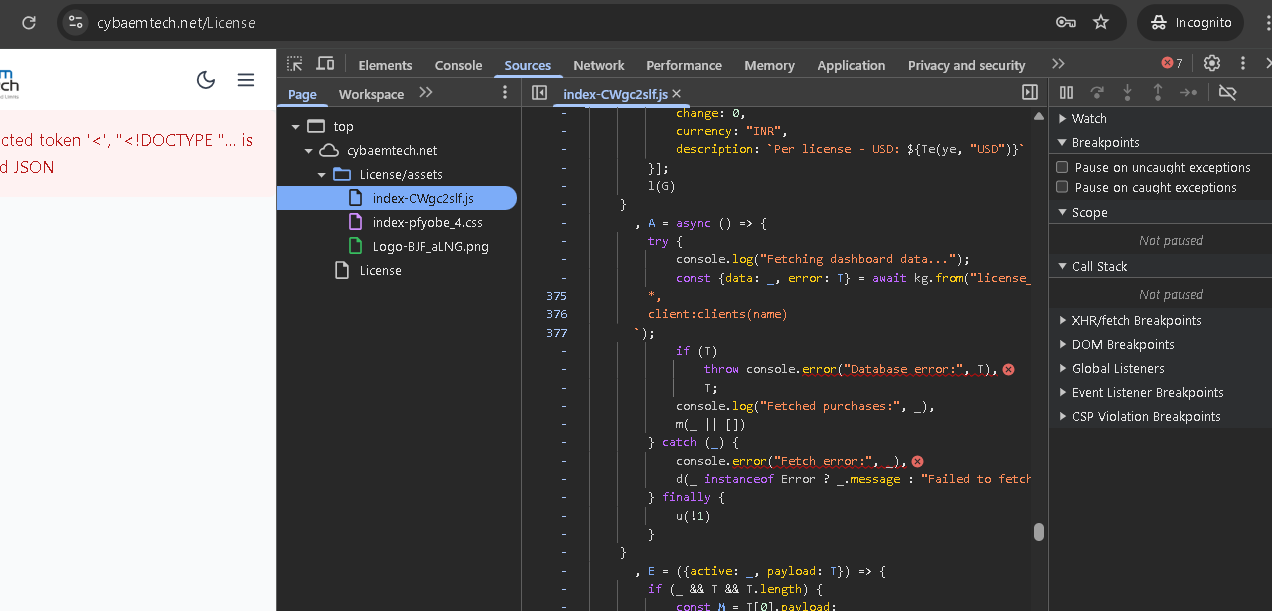 cybaemtech.net/License
Incognito
m
ch
d Limits
cted token '<', "<!DOCTYPE "... is
d JSON
Elements
Console
Sources
Network
Performance
Memory
Application
Privacy and security
7
Page
Workspace
index-CWgc2slf.js
top
cybaemtech.net
License/assets
index-CWgc2slf.js
index-pfyobe_4.css
Logo-BJF_aLNG.png
License
change: 0,
currency: "INR",
description: `Per license - USD: ${Te(ye, "USD")}`
}];
l(G)
}
, A = async () => {
try {
console.log("Fetching dashboard data...");
const {data: _, error: T} = await kg.from("license_
375 *,
376 client:clients(name)
377 `);
if (T)
throw console.error("Database error:", T),
T;
console.log("Fetched purchases:", _),
m(_ || [])
} catch (_) {
console.error("Fetch error:", _),
d(_ instanceof Error ? _.message : "Failed to fetch
} finally {
u(!1)
}
}
, E = ({active: _, payload: T}) => {
if (_ && T && T.length) {
const M = T[0].payload;
Watch
Breakpoints
Pause on uncaught exceptions
Pause on caught exceptions
Scope
Not paused
Call Stack
Not paused
XHR/fetch Breakpoints
DOM Breakpoints
Global Listeners
Event Listener Breakpoints
CSP Violation Breakpoints